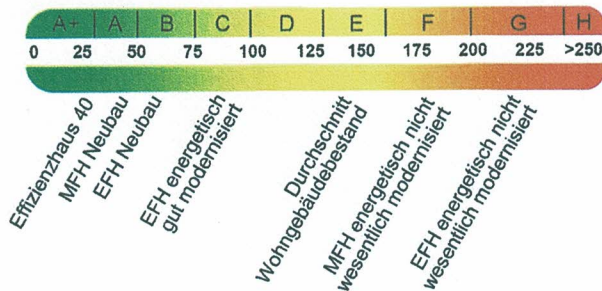 A+ A B C D E F G H
0 25 50 75 100 125 150 175 200 225 >250
Effizienzhaus 40
MFH Neubau
EFH Neubau
EFH energetisch
gut modernisiert
Durchschnitt
Wohngebäudebestand
MFH energetisch nicht
wesentlich modernisiert
EFH energetisch nicht
wesentlich modernisiert